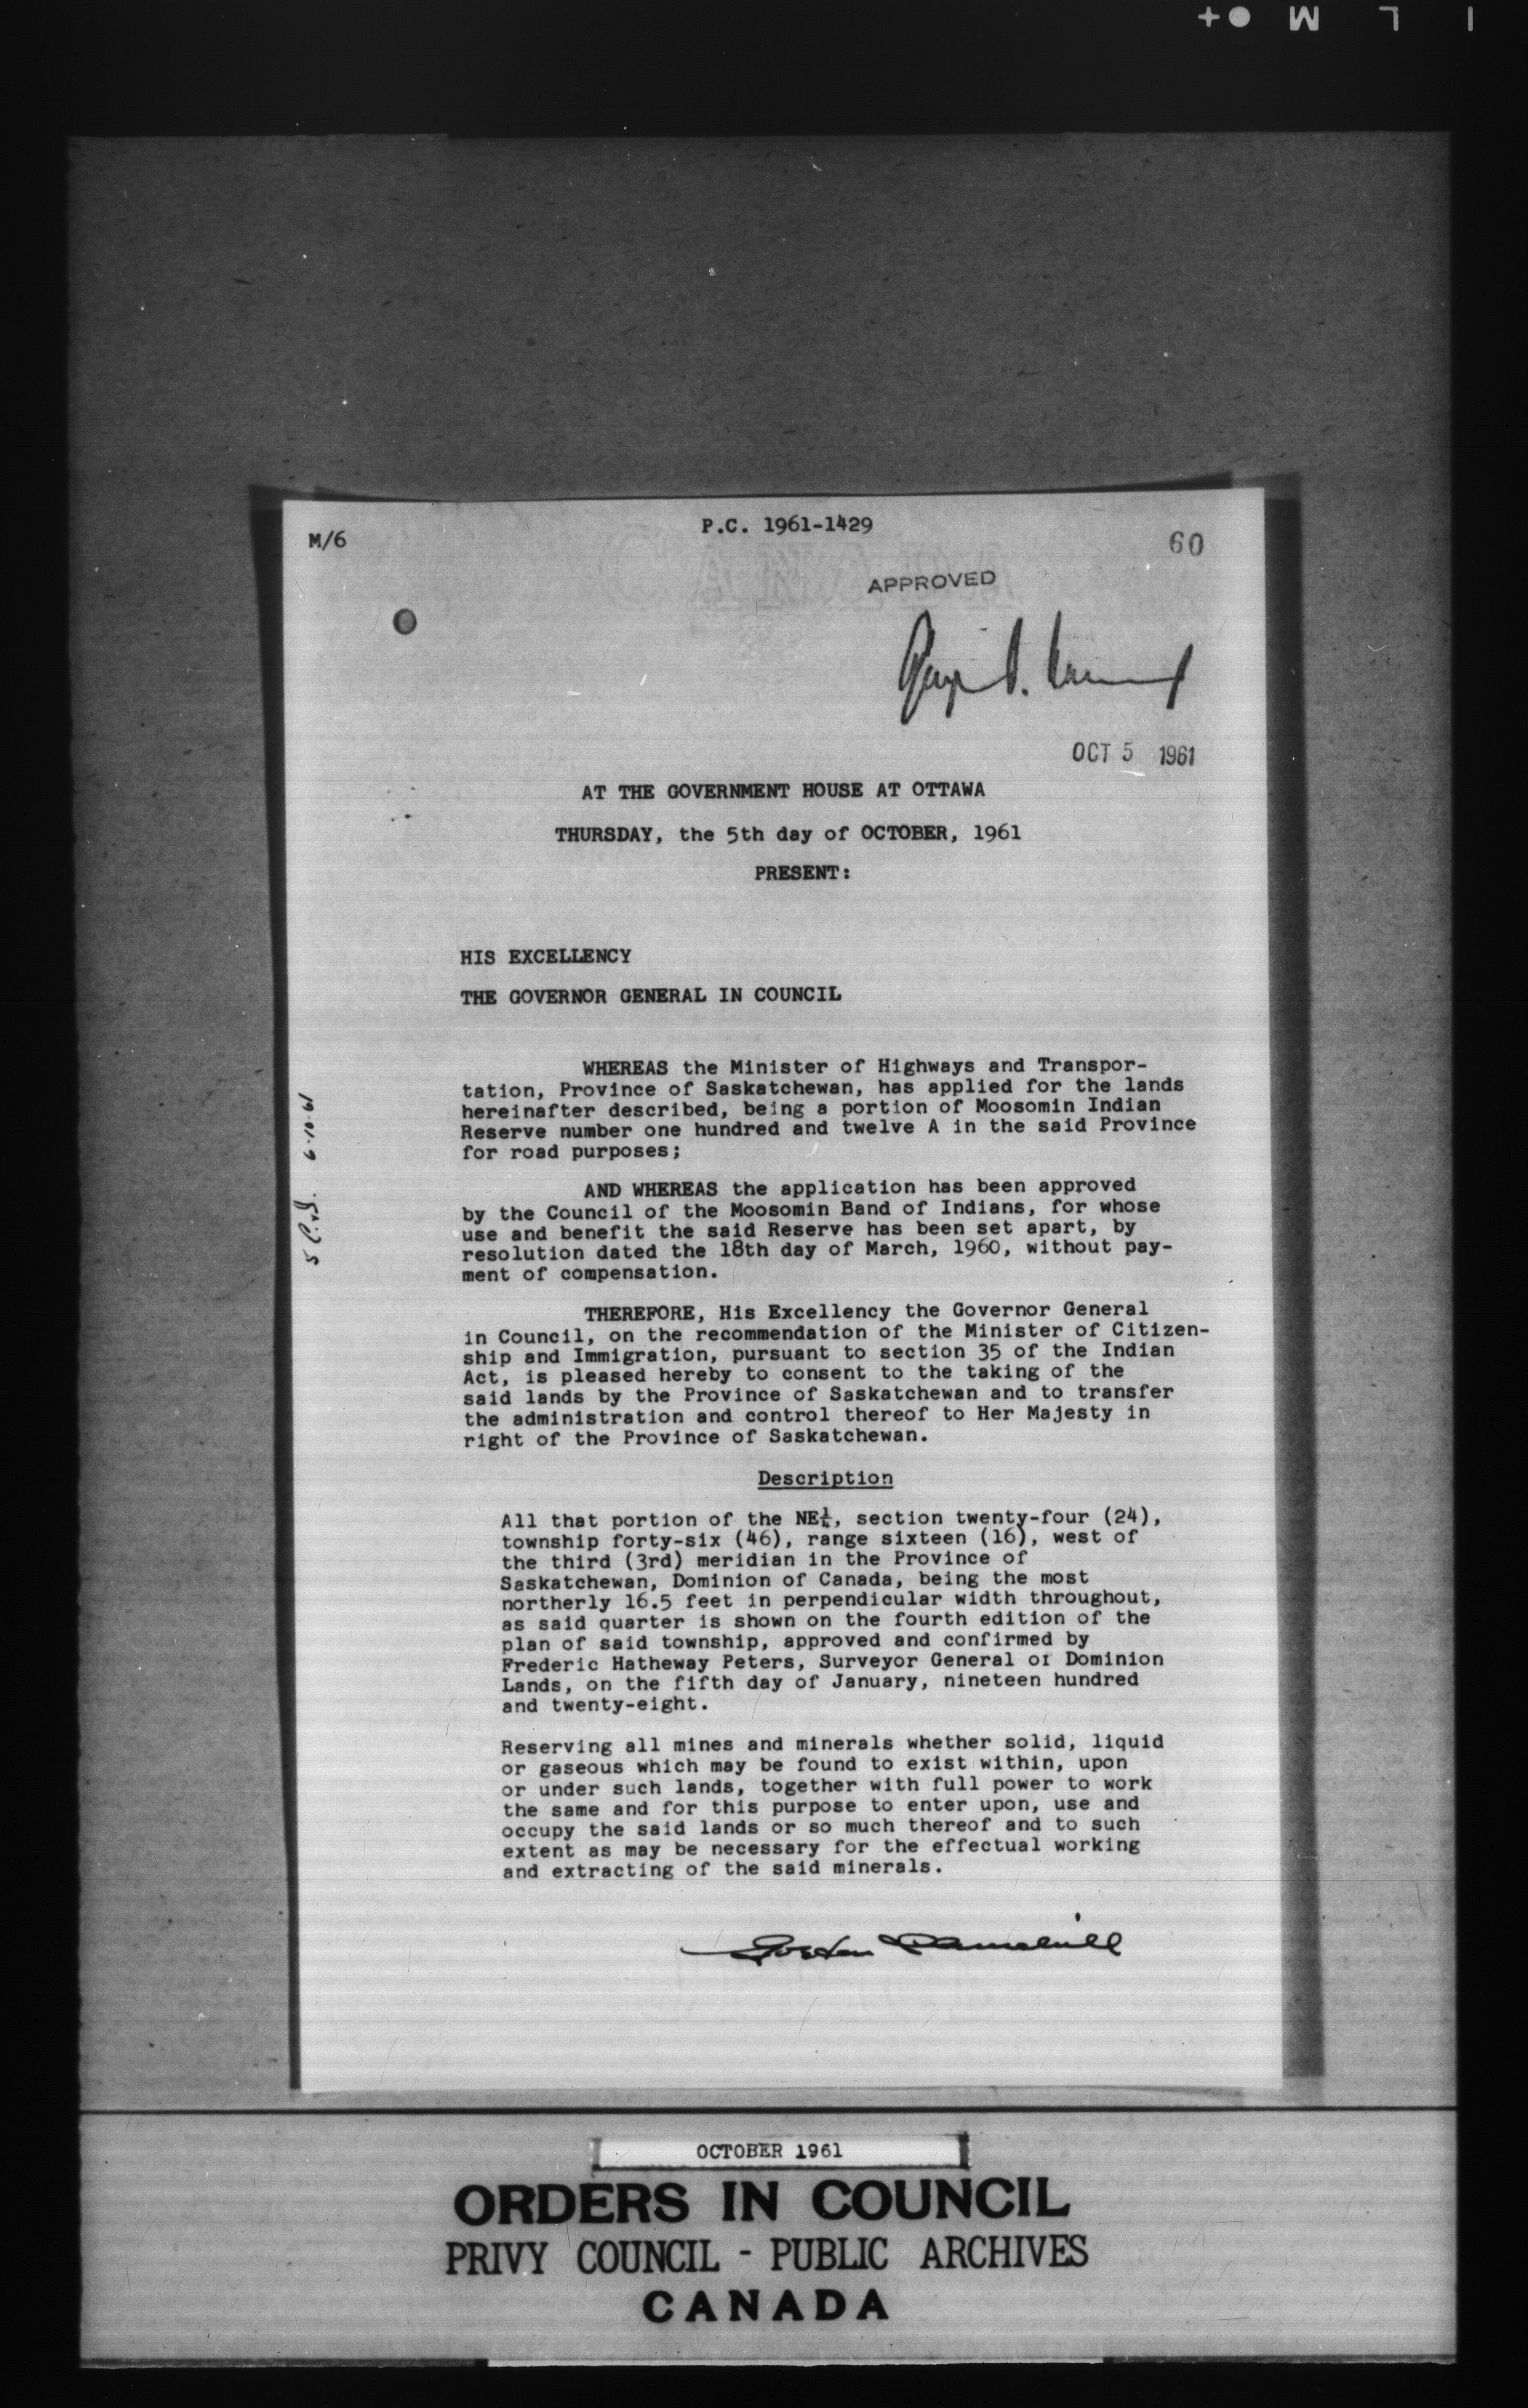 P.C. 1961-1429
M/6
60
APPROVED
OCT 5 1961
AT THE GOVERNMENT HOUSE AT OTTAWA
THURSDAY, the 5th day of OCTOBER, 1961
PRESENT:
HIS EXCELLENCY
THE GOVERNOR GENERAL IN COUNCIL
WHEREAS the Minister of Highways and Transpor-
tation, Province of Saskatchewan, has applied for the lands
hereinafter described, being a portion of Moosomin Indian
Reserve number one hundred and twelve A in the said Province
for road purposes;
AND WHEREAS the application has been approved
by the Council of the Moosomin Band of Indians, for whose
use and benefit the said Reserve has been set apart, by
resolution dated the 18th day of March, 1960, without pay-
ment of compensation.
THEREFORE, His Excellency the Governor General
in Council, on the recommendation of the Minister of Citizen-
ship and Immigration, pursuant to section 35 of the Indian
Act, is pleased hereby to consent to the taking of the
said lands by the Province of Saskatchewan and to transfer
the administration and control thereof to Her Majesty in
right of the Province of Saskatchewan.
Description
All that portion of the NE¼, section twenty-four (24),
township forty-six (46), range sixteen (16), west of
the third (3rd) meridian in the Province of
Saskatchewan, Dominion of Canada, being the most
northerly 16.5 feet in perpendicular width throughout,
as said quarter is shown on the fourth edition of the
plan of said township, approved and confirmed by
Frederic Hatheway Peters, Surveyor General of Dominion
Lands, on the fifth day of January, nineteen hundred
and twenty-eight.
Reserving all mines and minerals whether solid, liquid
or gaseous which may be found to exist within, upon
or under such lands, together with full power to work
the same and for this purpose to enter upon, use and
occupy the said lands or so much thereof and to such
extent as may be necessary for the effectual working
and extracting of the said minerals.
6-10-61
OCTOBER 1961
ORDERS IN COUNCIL
PRIVY COUNCIL - PUBLIC ARCHIVES
CANADA